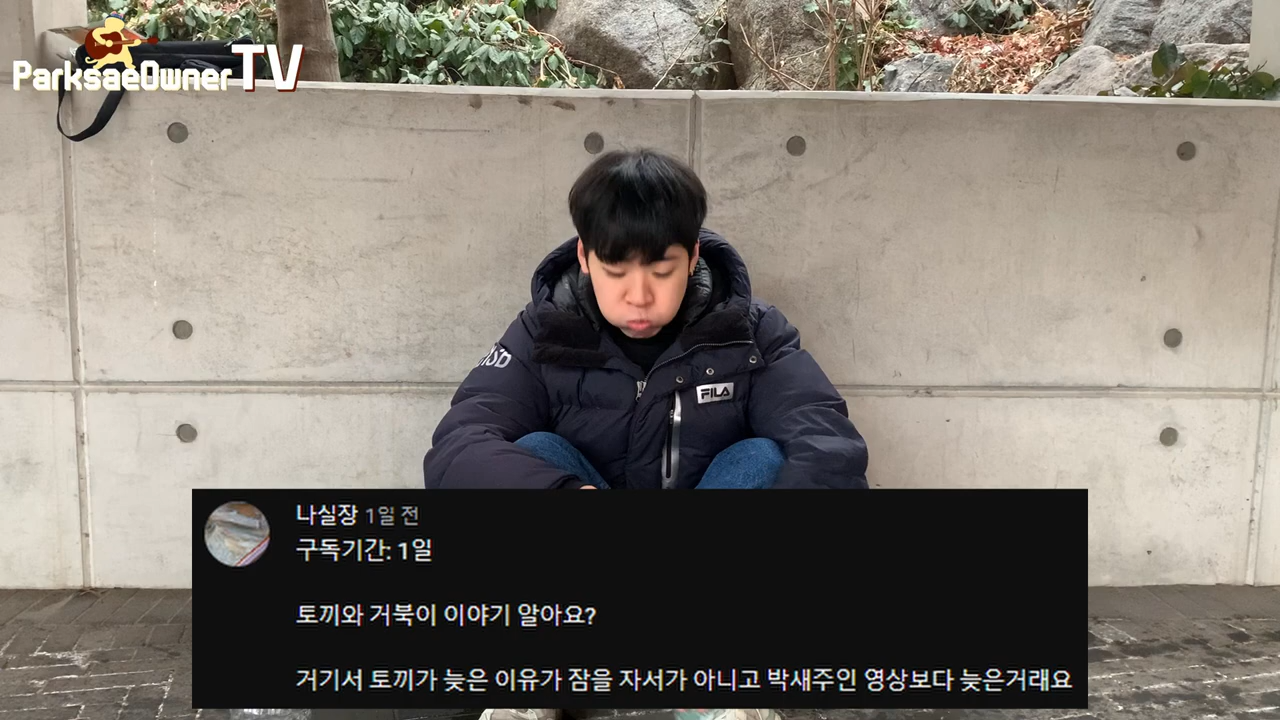 ParksaeOwnerTV
FILA
나실장 1일 전
구독기간: 1일
토끼와 거북이 이야기 알아요?
거기서 토끼가 늦은 이유가 잠을 자서가 아니고 박새주인 영상보다 늦은거래요